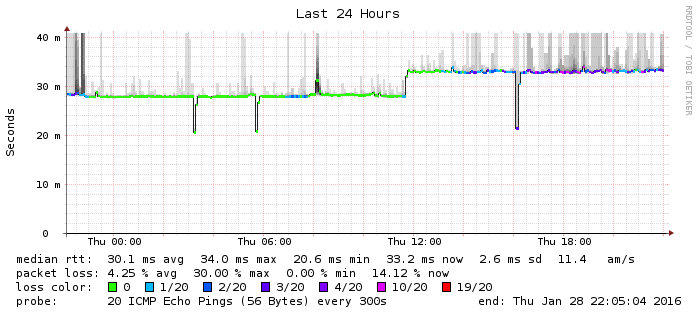 Last 24 Hours
RRDTOOL / TOBI OETIKER
Seconds
40 m
30 m
20 m
10 m
0
Thu 00:00 Thu 06:00 Thu 12:00 Thu 18:00
median rtt: 30.1 ms avg 34.0 ms max 20.6 ms min 33.2 ms now 2.6 ms sd 11.4 am/s
packet loss: 4.25 % avg 30.00 % max 0.00 % min 14.12 % now
loss color: 0 1/20 2/20 3/20 4/20 10/20 19/20
probe: 20 ICMP Echo Pings (56 Bytes) every 300s end: Thu Jan 28 22:05:04 2016